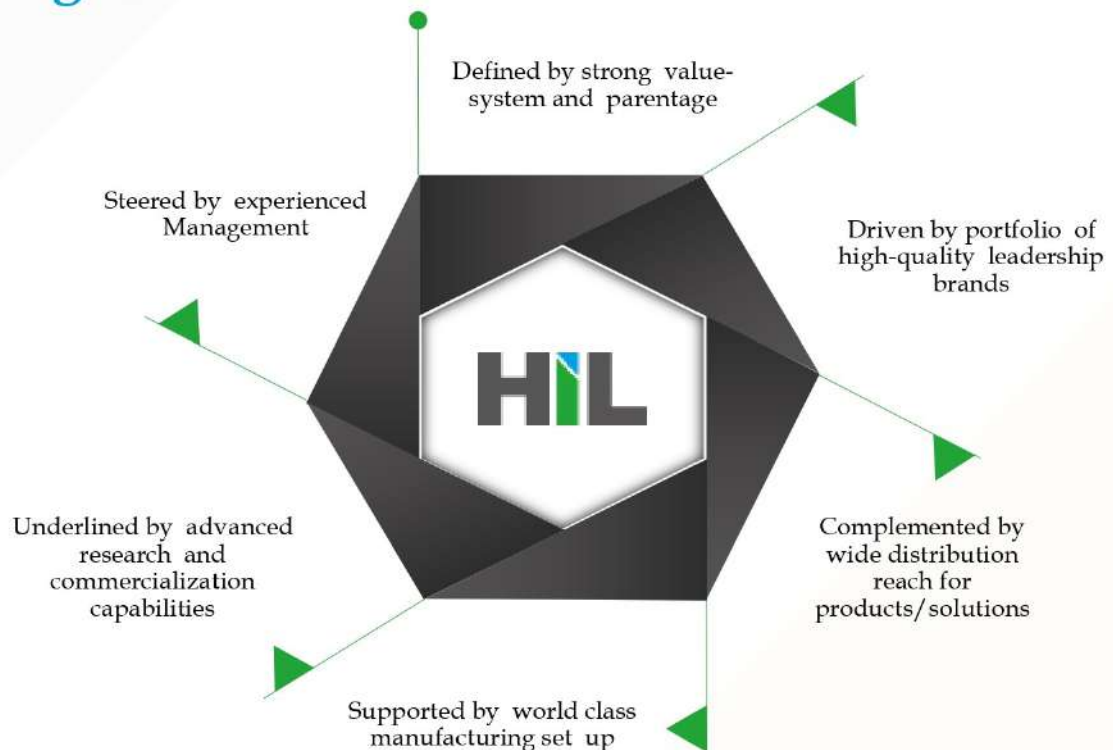 Defined by strong value-
system and parentage
Driven by portfolio of
high-quality leadership
brands
Complemented by
wide distribution
reach for
products/solutions
Supported by world class
manufacturing set up
Underlined by advanced
research and
commercialization
capabilities
Steered by experienced
Management
HIL